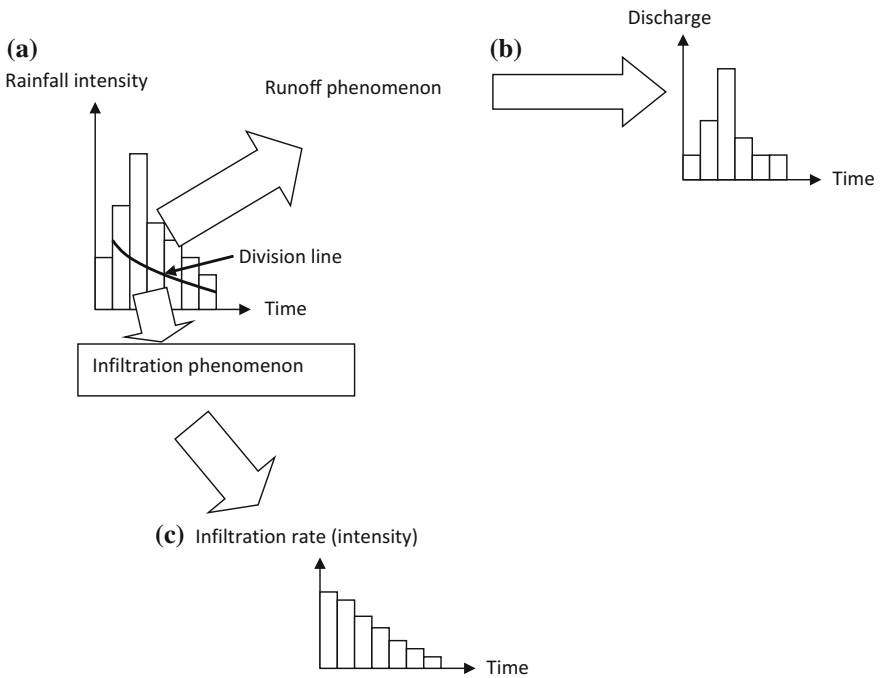 (a)
Rainfall intensity
Runoff phenomenon
(b)
Discharge
Time
Division line
Time
Infiltration phenomenon
(c) Infiltration rate (intensity)
Time